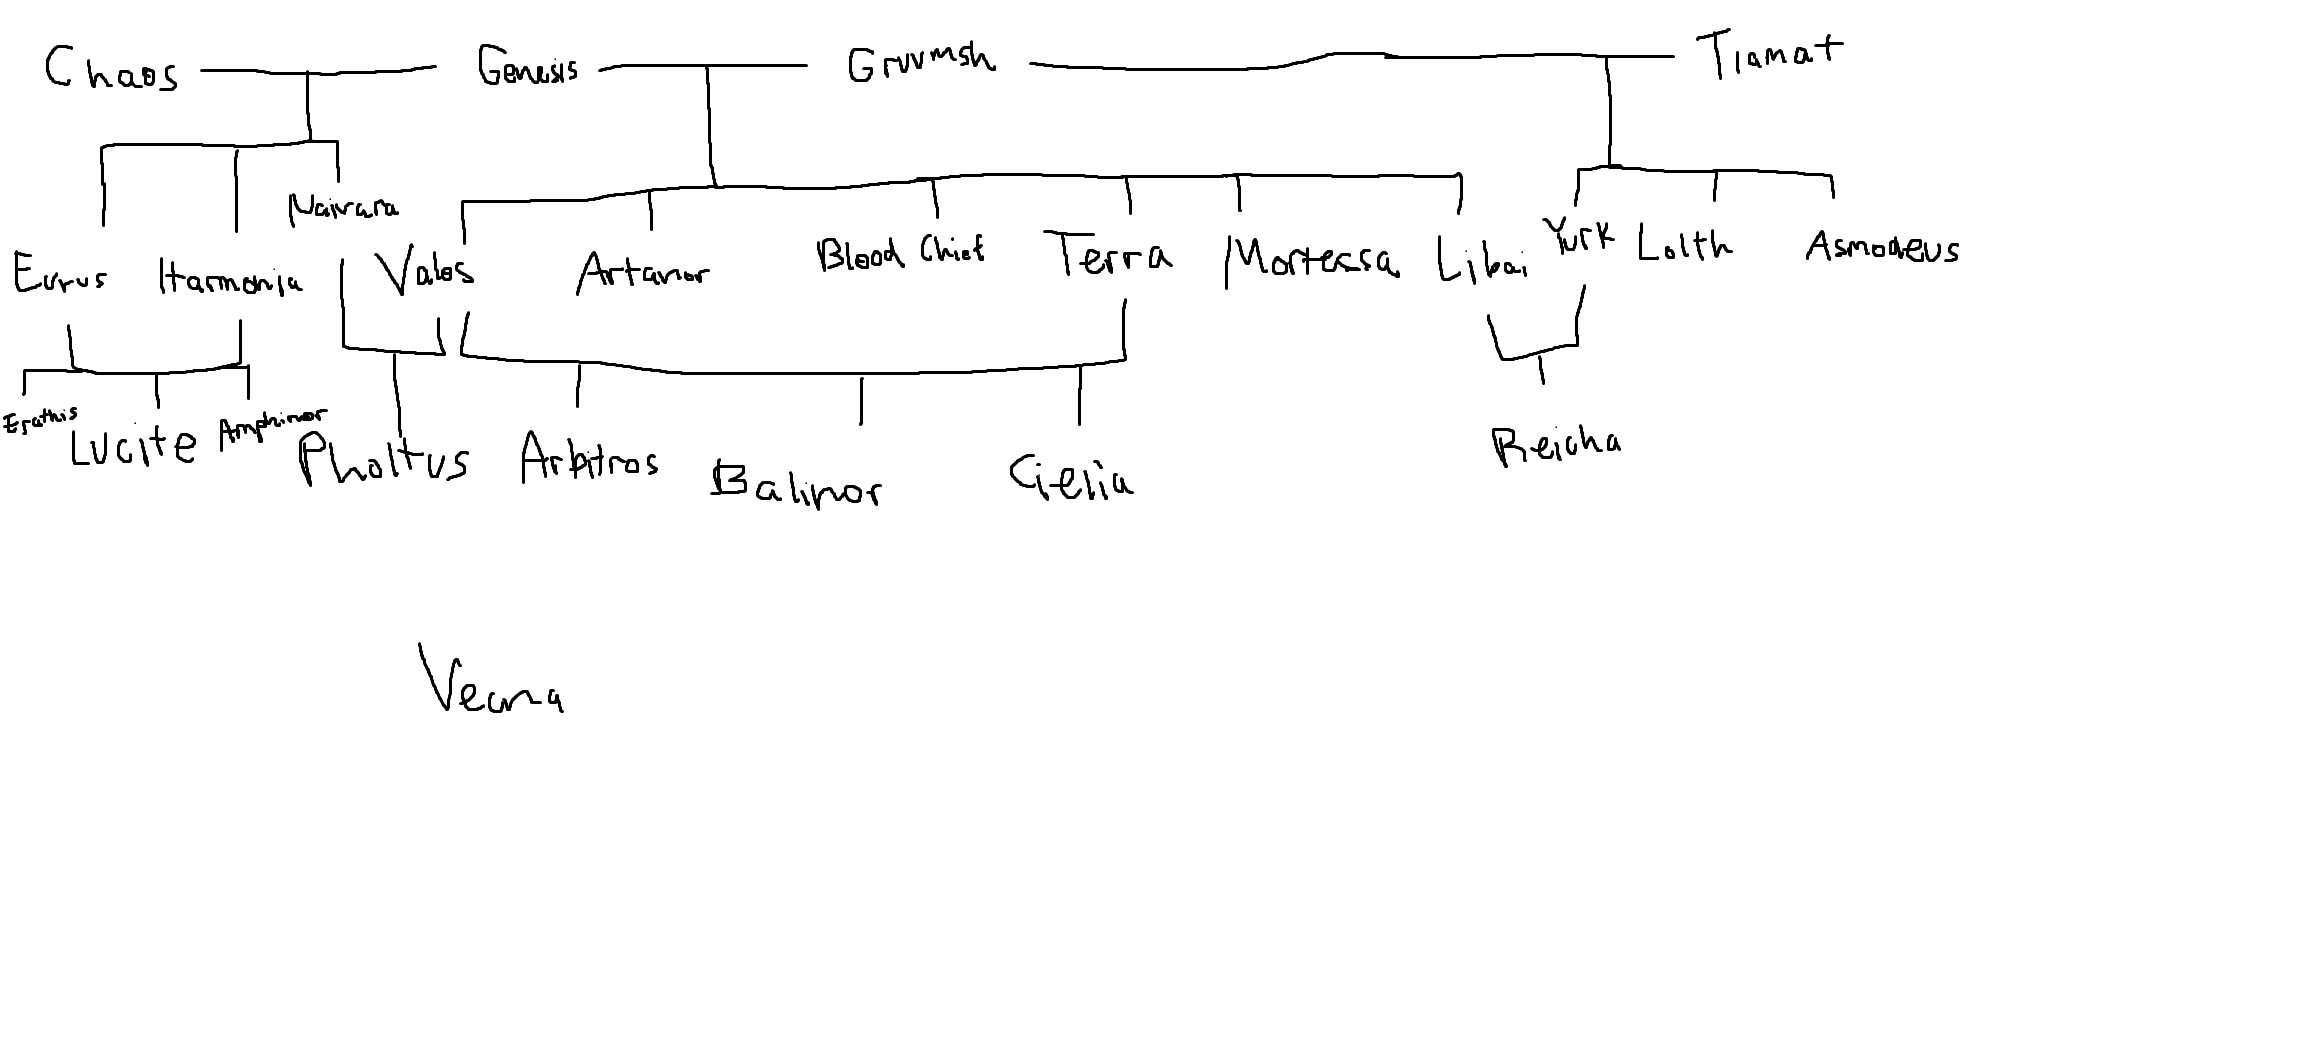 Chaos Genesis Gruumsh Tiamat
Naivara
Eurus Harmonia Valos Artanor Blood Chief Terra Mortessa Libai Yurk Lolth Asmodeus
Erathis Lucite Amphinor Pholtus Arbitros Balinor Gelia Reicha
Vecna